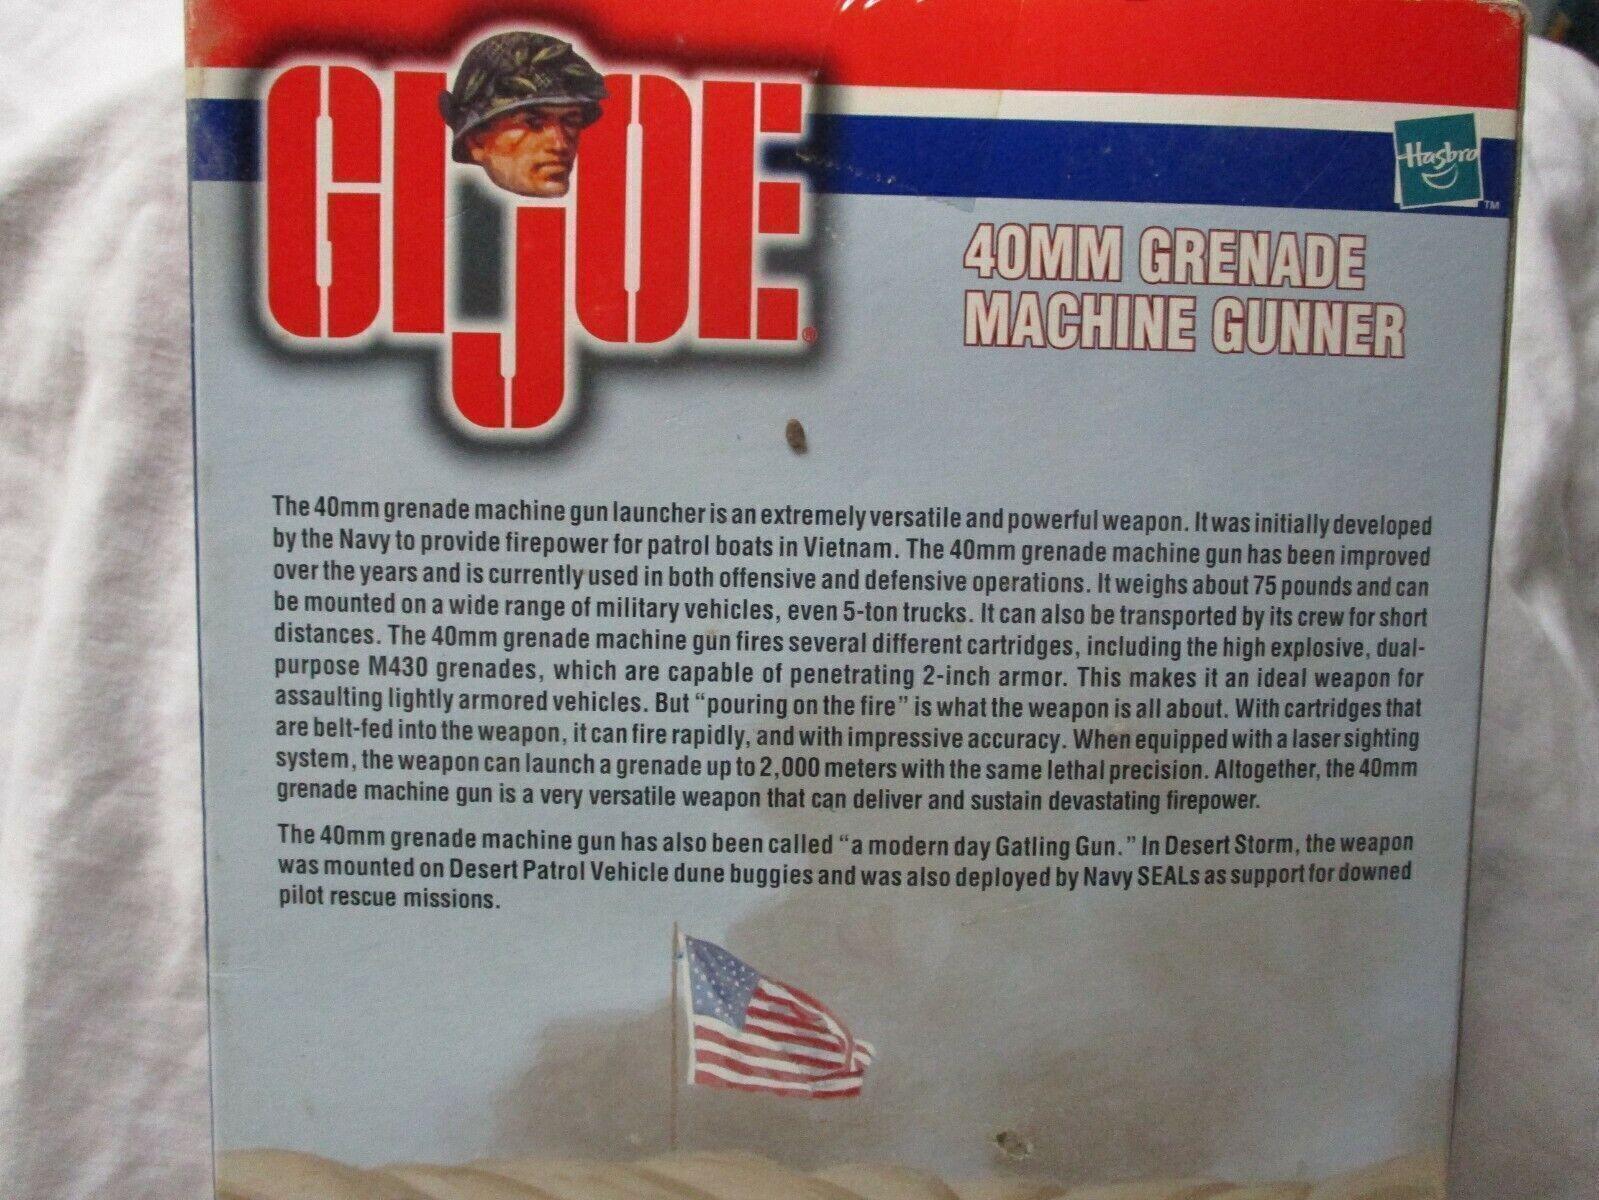 GI JOE®
Hasbro
™
40MM GRENADE
MACHINE GUNNER
The 40mm grenade machine gun launcher is an extremely versatile and powerful weapon. It was initially developed
by the Navy to provide firepower for patrol boats in Vietnam. The 40mm grenade machine gun has been improved
over the years and is currently used in both offensive and defensive operations. It weighs about 75 pounds and can
be mounted on a wide range of military vehicles, even 5-ton trucks. It can also be transported by its crew for short
distances. The 40mm grenade machine gun fires several different cartridges, including the high explosive, dual-
purpose M430 grenades, which are capable of penetrating 2-inch armor. This makes it an ideal weapon for
assaulting lightly armored vehicles. But “pouring on the fire” is what the weapon is all about. With cartridges that
are belt-fed into the weapon, it can fire rapidly, and with impressive accuracy. When equipped with a laser sighting
system, the weapon can launch a grenade up to 2,000 meters with the same lethal precision. Altogether, the 40mm
grenade machine gun is a very versatile weapon that can deliver and sustain devastating firepower.
The 40mm grenade machine gun has also been called “a modern day Gatling Gun.” In Desert Storm, the weapon
was mounted on Desert Patrol Vehicle dune buggies and was also deployed by Navy SEALs as support for downed
pilot rescue missions.